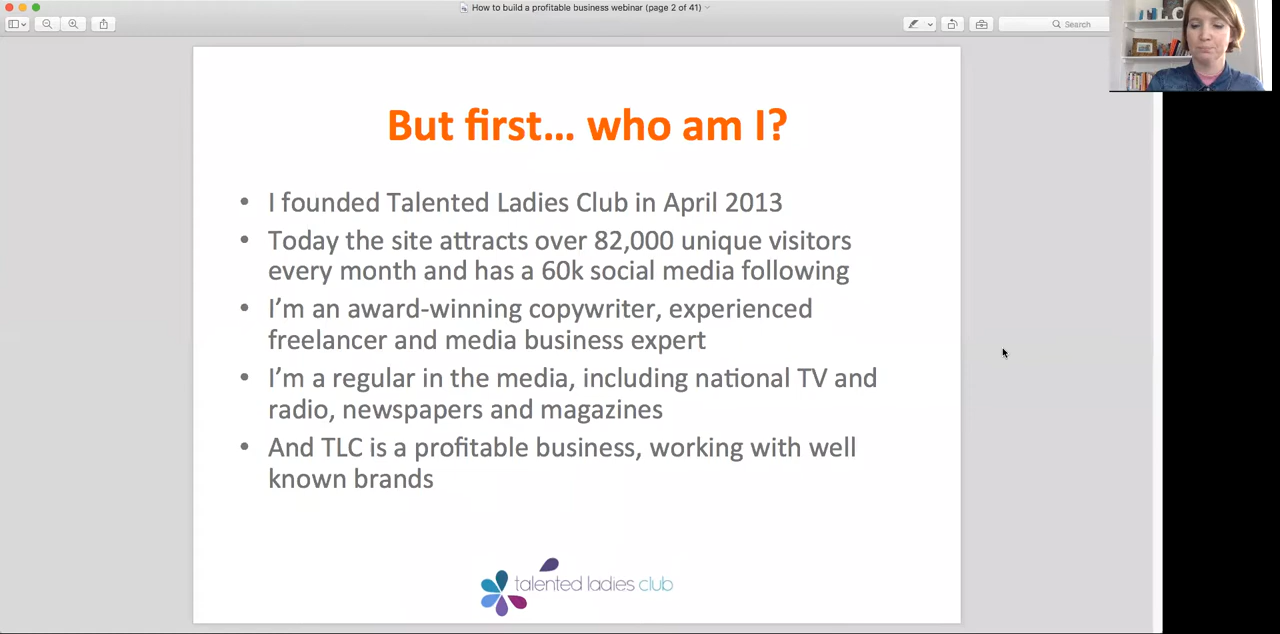 How to build a profitable business webinar (page 2 of 41)
Search
But first... who am I?
• I founded Talented Ladies Club in April 2013
• Today the site attracts over 82,000 unique visitors
every month and has a 60k social media following
• I'm an award-winning copywriter, experienced
freelancer and media business expert
• I'm a regular in the media, including national TV and
radio, newspapers and magazines
• And TLC is a profitable business, working with well
known brands
talented ladies club